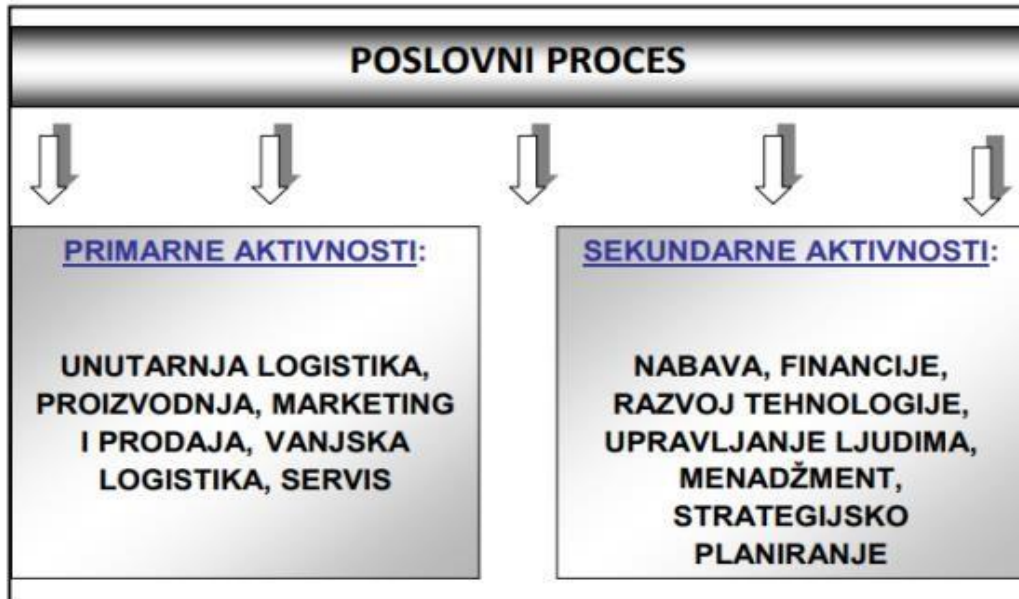 POSLOVNI PROCES
PRIMARNE AKTIVNOSTI:
UNUTARNJA LOGISTIKA,
PROIZVODNJA, MARKETING
I PRODAJA, VANJSKA
LOGISTIKA, SERVIS
SEKUNDARNE AKTIVNOSTI:
NABAVA, FINANCIJE,
RAZVOJ TEHNOLOGIJE,
UPRAVLJANJE LJUDIMA,
MENADŽMENT,
STRATEGIJSKO
PLANIRANJE